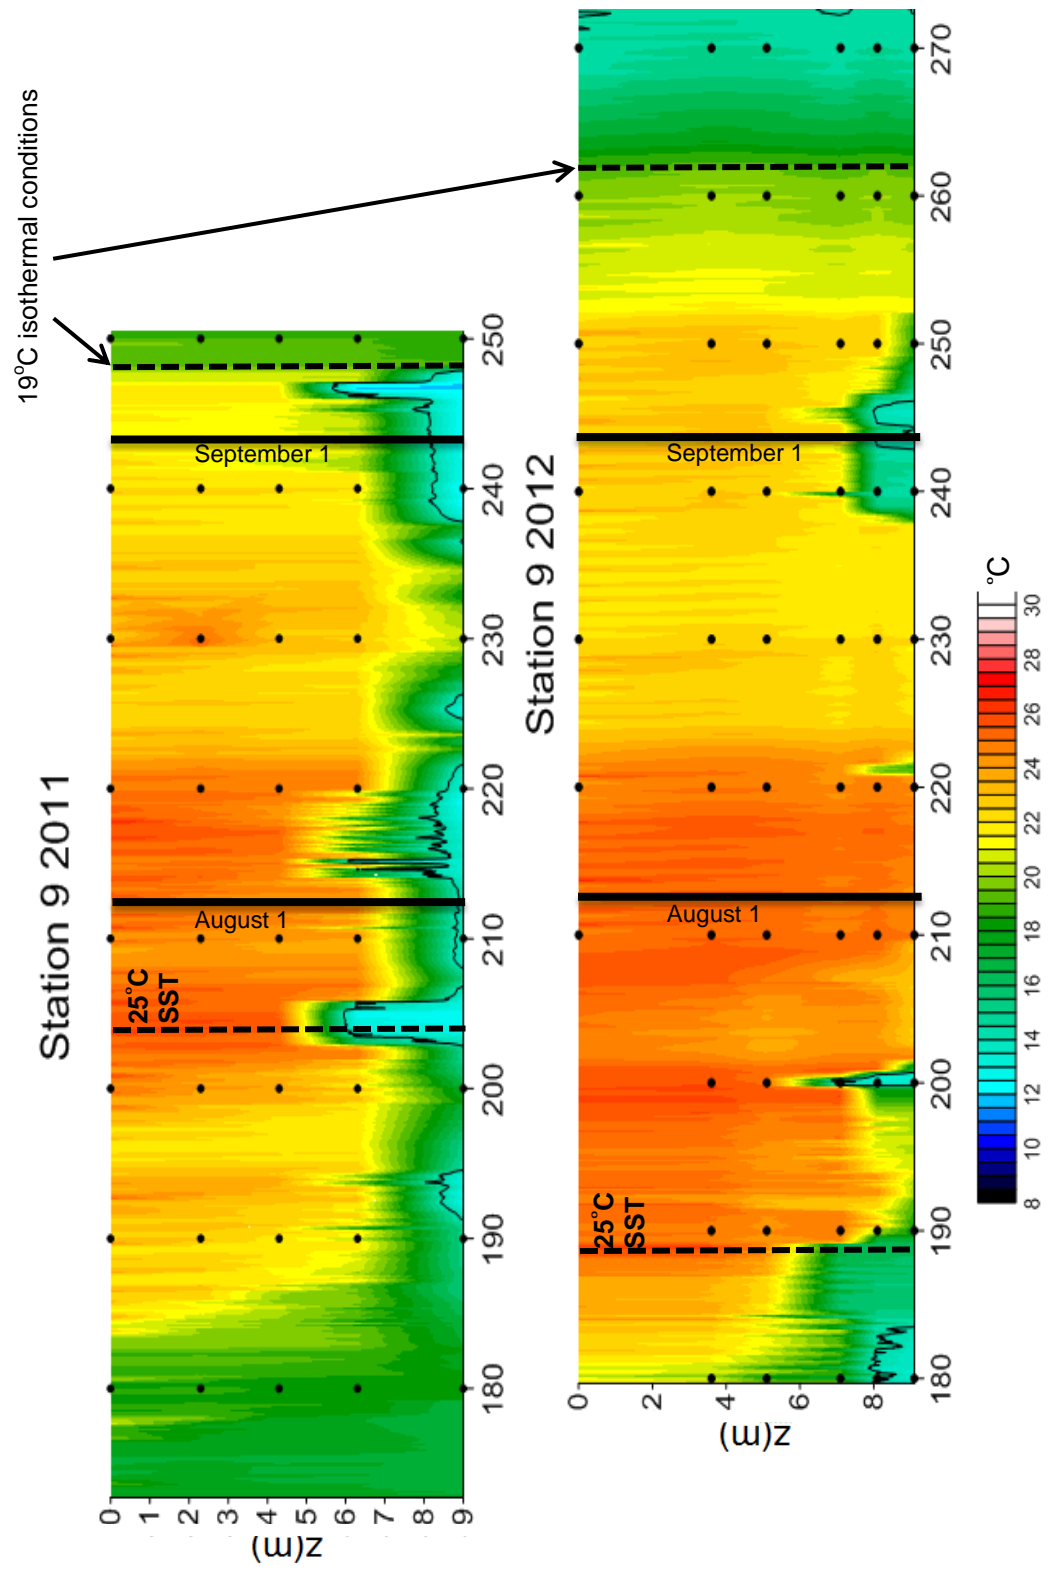 19°C isothermal conditions
Station 9 2011
25°C
SST
August 1
September 1
z(m)
0 1 2 3 4 5 6 7 8 9
180 190 200 210 220 230 240 250
Station 9 2012
25°C
SST
August 1
September 1
z(m)
0 2 4 6 8
180 190 200 210 220 230 240 250 260 270
°C
8 10 12 14 16 18 20 22 24 26 28 30